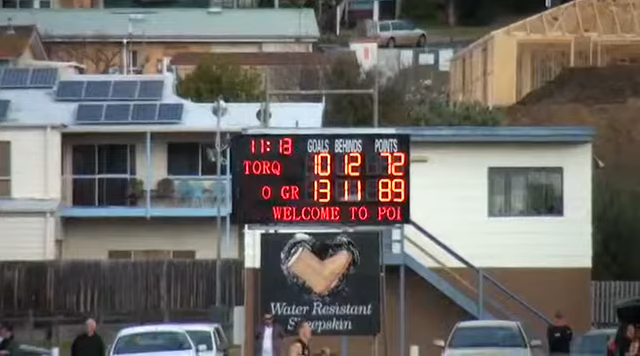 11:13 GOALS BEHINDS POINTS
TORQ 10 12 72
O GR 13 11 89
WELCOME TO POI
Water Resistant
Sheepskin